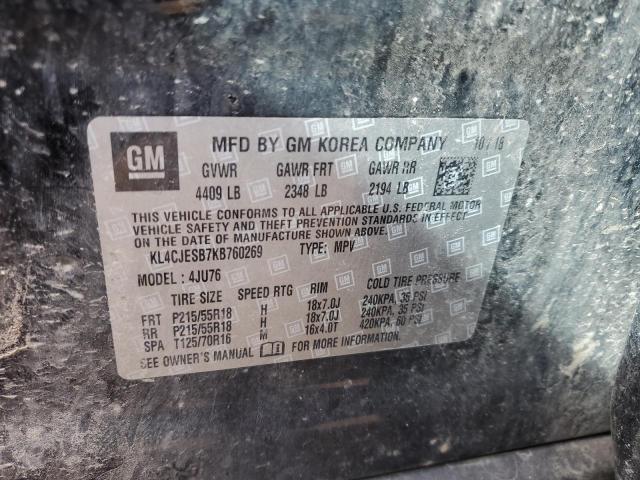 GM
MFD BY GM KOREA COMPANY 10 / 18
GVWR GAWR FRT GAWR RR
4409 LB 2348 LB 2194 LB
THIS VEHICLE CONFORMS TO ALL APPLICABLE U.S. FEDERAL MOTOR
VEHICLE SAFETY AND THEFT PREVENTION STANDARDS IN EFFECT
ON THE DATE OF MANUFACTURE SHOWN ABOVE.
KL4CJESB7KB760269 TYPE: MPV
MODEL : 4JU76
TIRE SIZE SPEED RTG RIM COLD TIRE PRESSURE
FRT P215/55R18 H 18x7.0J 240KPA, 35 PSI
RR P215/55R18 H 18x7.0J 240KPA, 35 PSI
SPA T125/70R16 M 16x4.0T 420KPA, 60 PSI
SEE OWNER'S MANUAL FOR MORE INFORMATION.